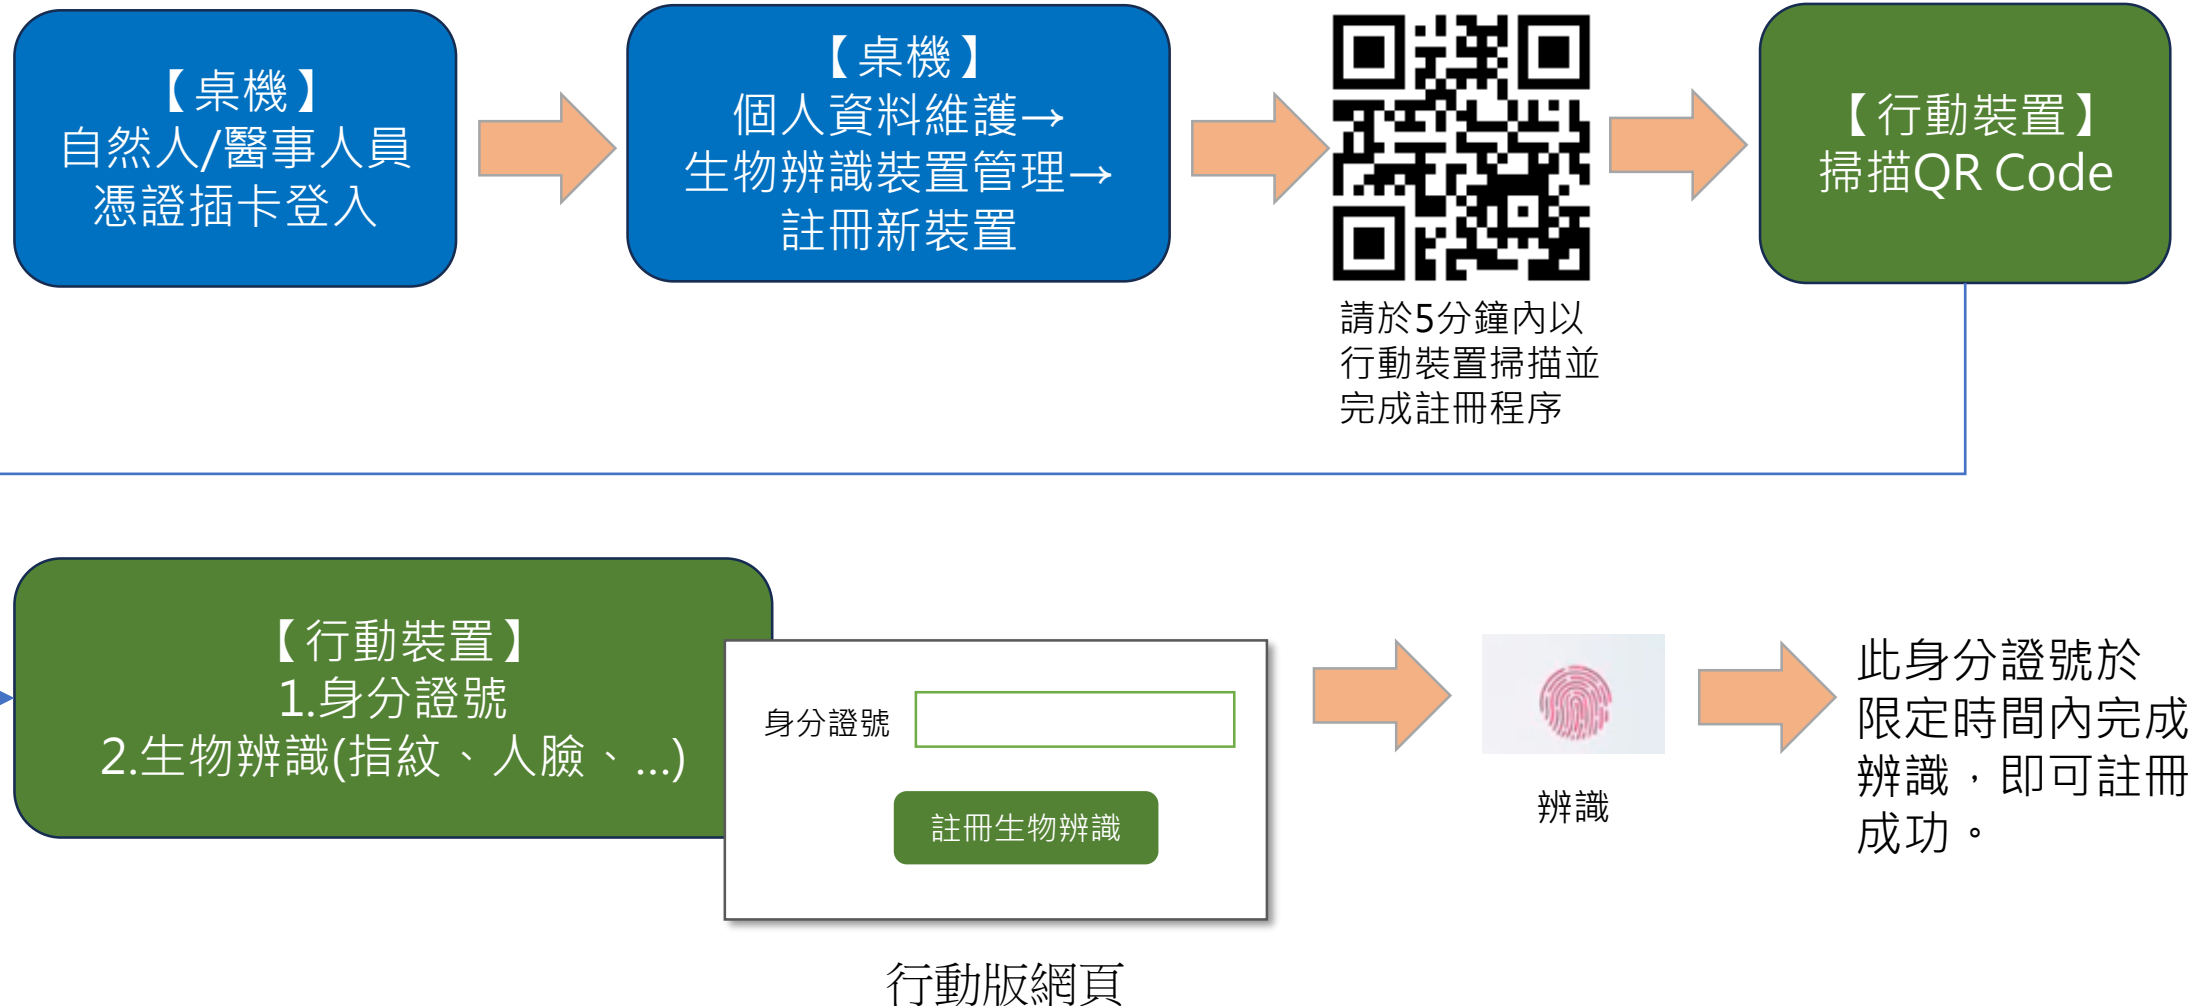 【桌機】
自然人/醫事人員
憑證插卡登入
【桌機】
個人資料維護→
生物辨識裝置管理→
註冊新裝置
請於5分鐘內以
行動裝置掃描並
完成註冊程序
【行動裝置】
掃描QR Code
【行動裝置】
1.身分證號
2.生物辨識(指紋、人臉、...)
身分證號
註冊生物辨識
行動版網頁
辨識
此身分證號於
限定時間內完成
辨識，即可註冊
成功。